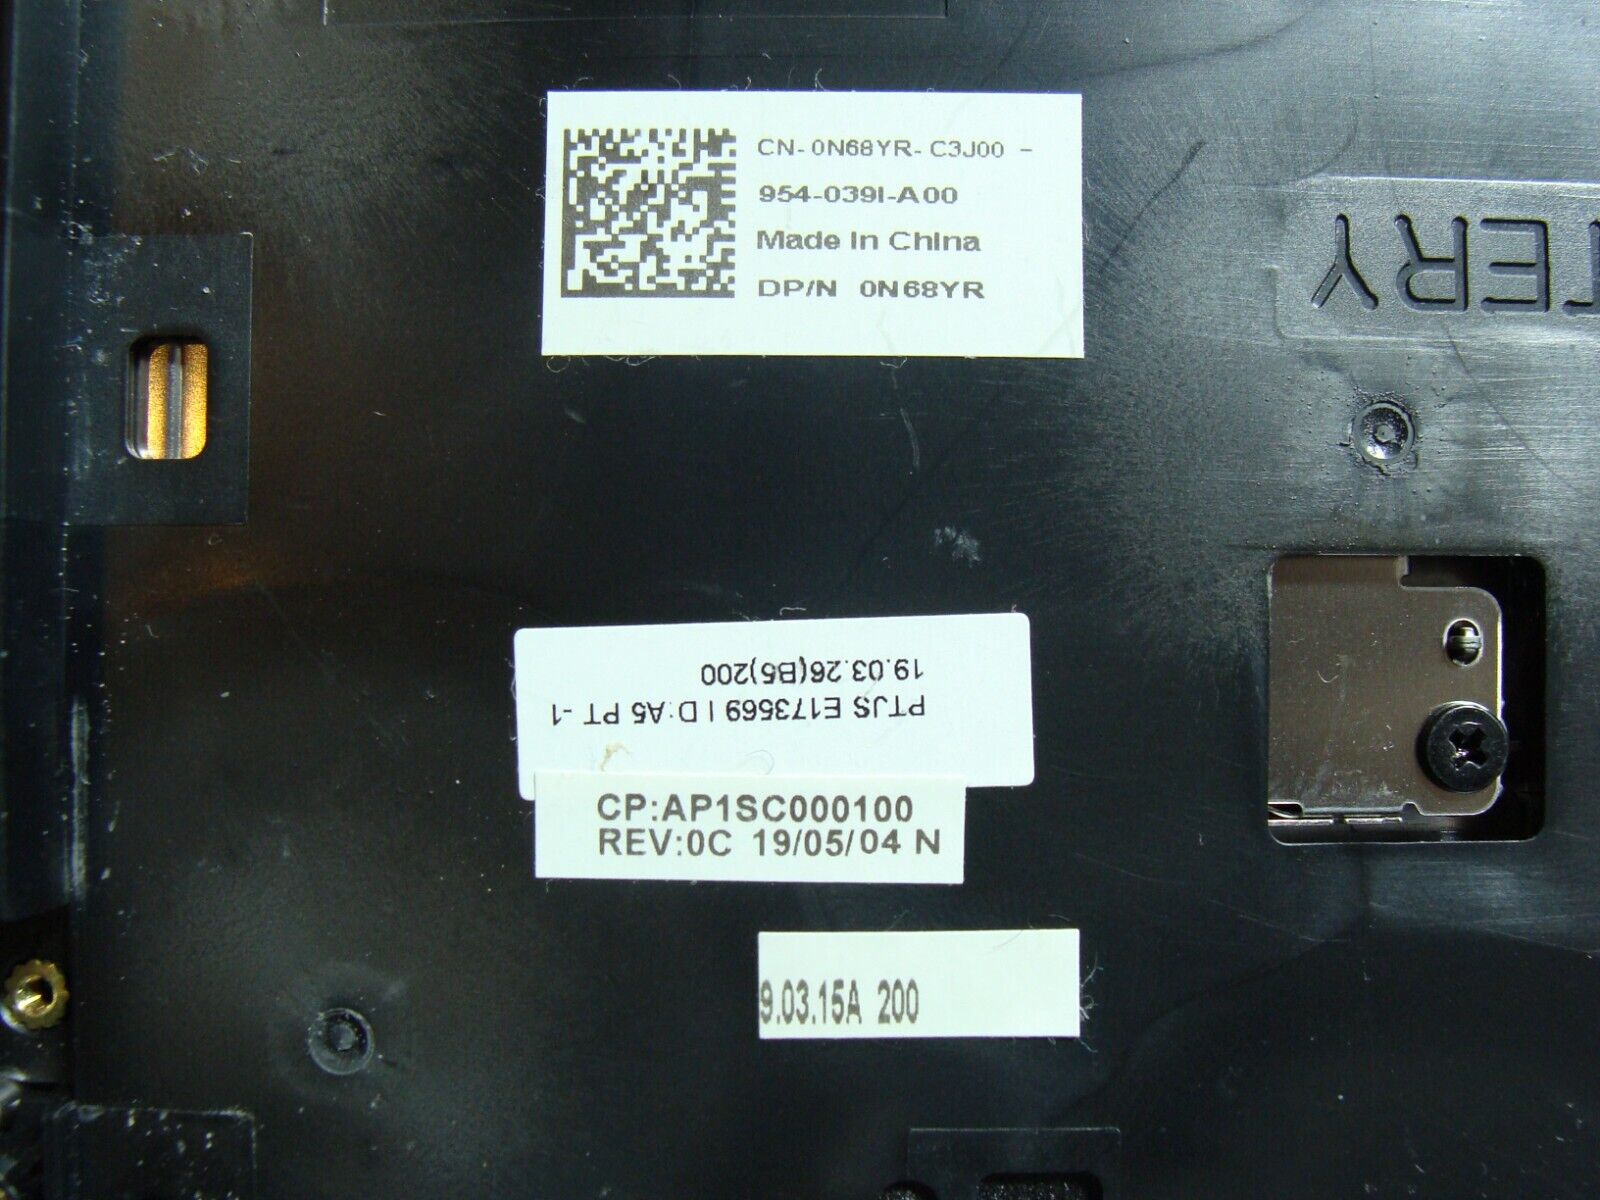 CN-0N68YR-C3J00 -
954-039I-A00
Made In China
DP/N 0N68YR
TERY
PTJS E173569 I D:A5 PT -1
19.03.26(B5)200
CP:AP1SC000100
REV:0C 19/05/04 N
9.03.15A 200